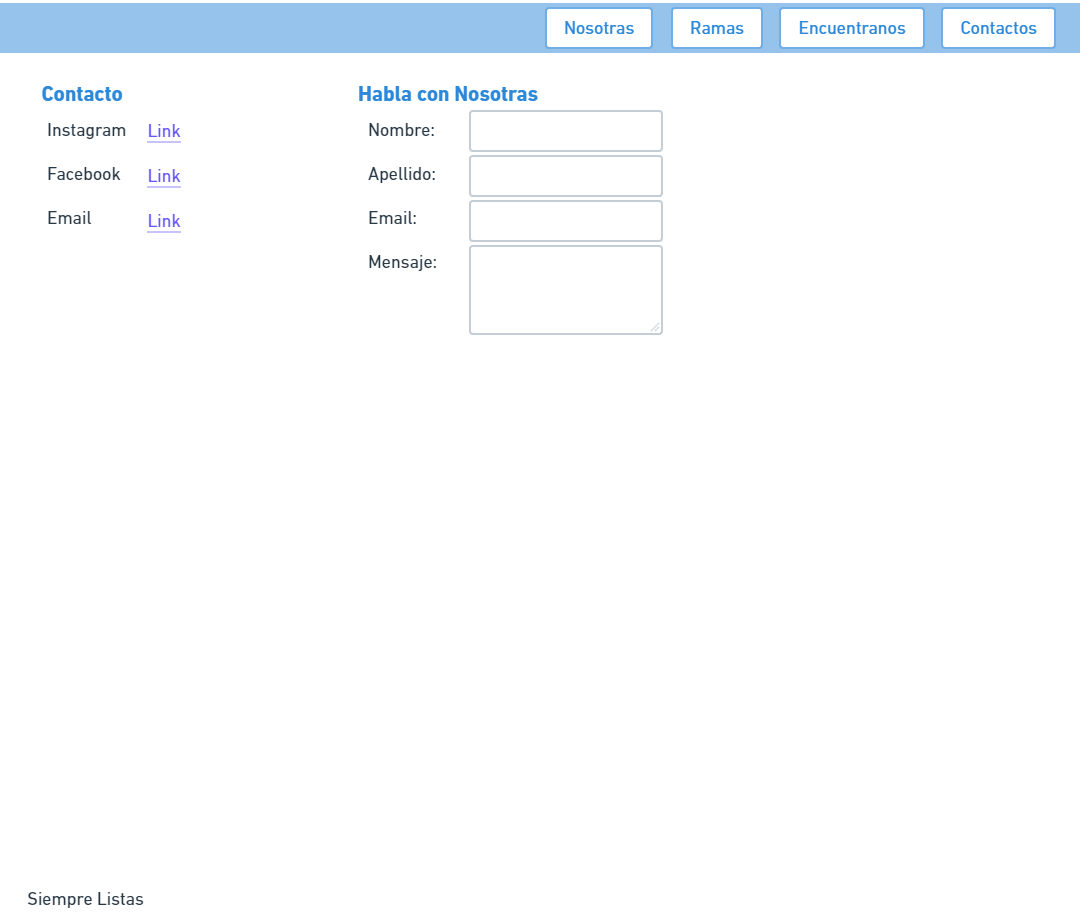 Nosotras Ramas Encuentranos Contactos
Contacto
Instagram Link
Facebook Link
Email Link
Habla con Nosotras
Nombre:
Apellido:
Email:
Mensaje:
Siempre Listas